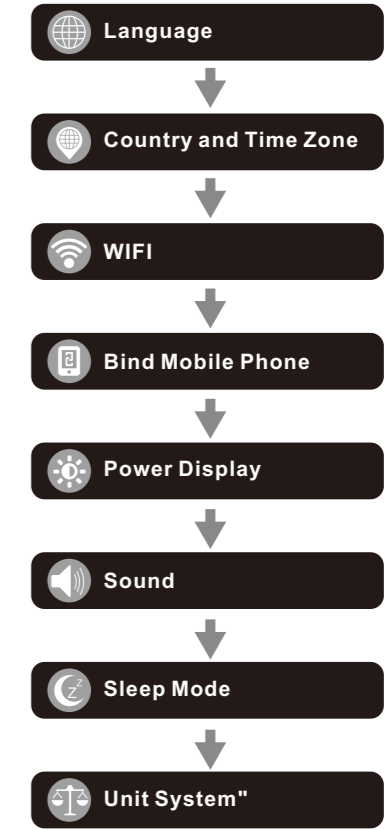 Language
Country and Time Zone
WIFI
Bind Mobile Phone
Power Display
Sound
Sleep Mode
Unit System"